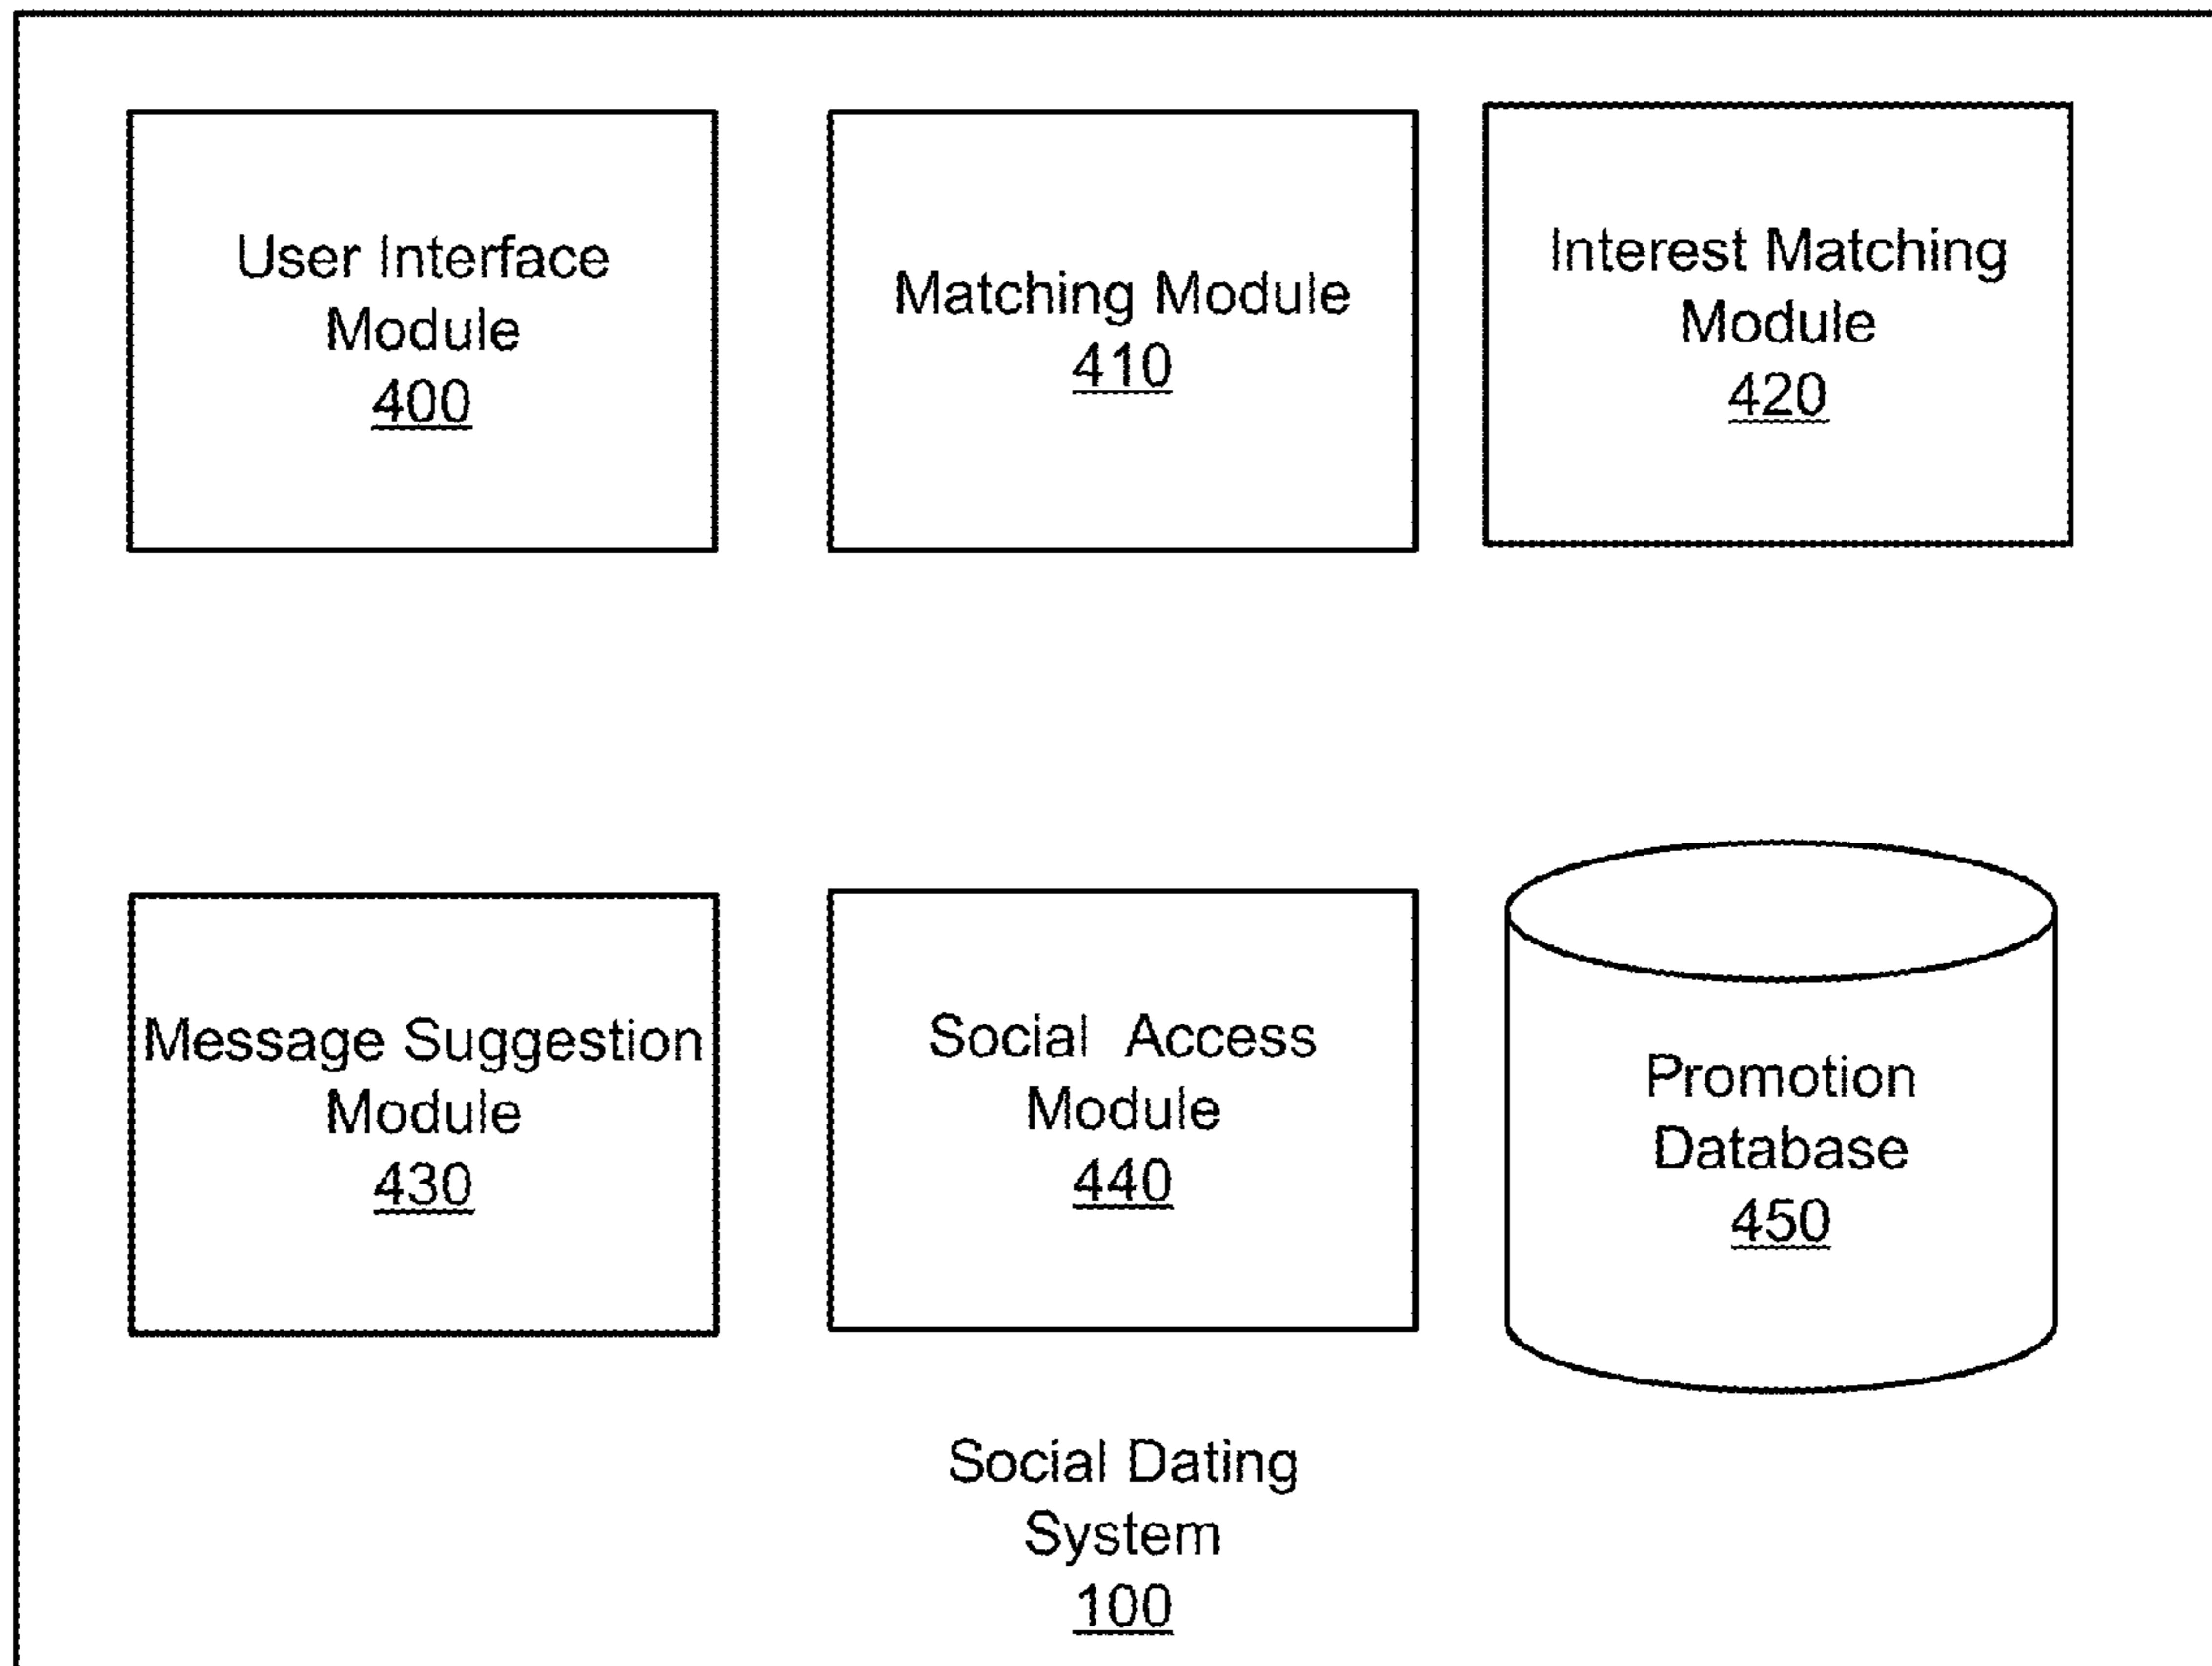 User Interface
Module
400
Matching Module
410
Interest Matching
Module
420
Message Suggestion
Module
430
Social Access
Module
440
Promotion
Database
450
Social Dating
System
100